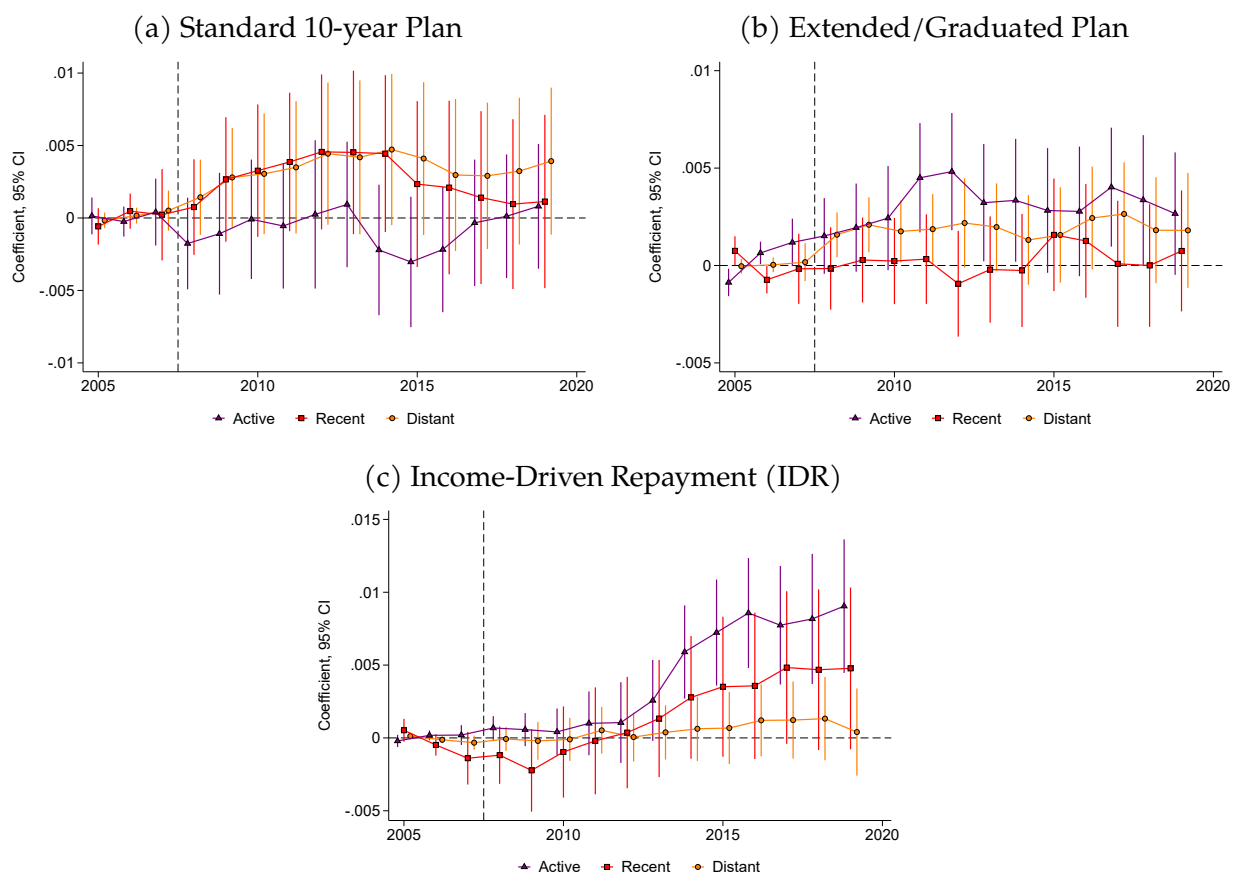 (a) Standard 10-year Plan
.01
.005
0
-.005
-.01
Coefficient, 95% CI
2005 2010 2015 2020
Active Recent Distant
(b) Extended/Graduated Plan
.01
.005
0
-.005
Coefficient, 95% CI
2005 2010 2015 2020
Active Recent Distant
(c) Income-Driven Repayment (IDR)
.015
.01
.005
0
-.005
Coefficient, 95% CI
2005 2010 2015 2020
Active Recent Distant